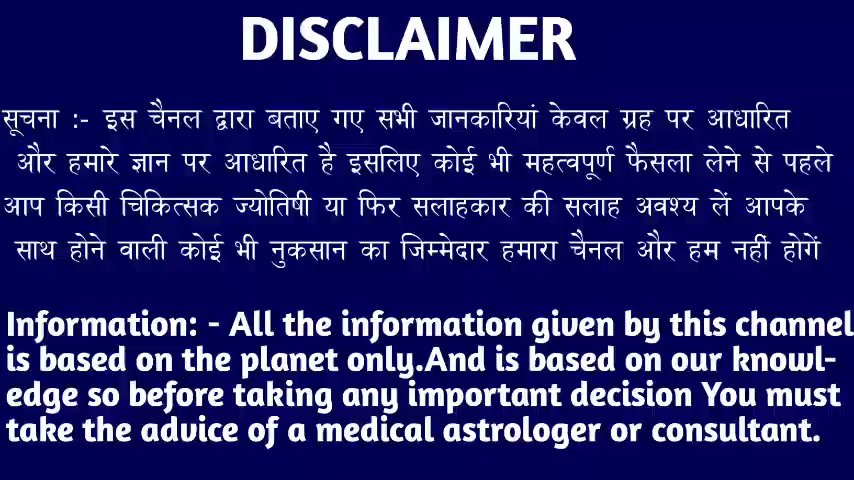 DISCLAIMER
सूचना :- इस चैनल द्वारा बताए गए सभी जानकारियां केवल ग्रह पर आधारित
और हमारे ज्ञान पर आधारित है इसलिए कोई भी महत्वपूर्ण फैसला लेने से पहले
आप किसी चिकित्सक ज्योतिषी या फिर सलाहकार की सलाह अवश्य लें आपके
साथ होने वाली कोई भी नुकसान का जिम्मेदार हमारा चैनल और हम नहीं होगें
Information: - All the information given by this channel
is based on the planet only.And is based on our knowl-
edge so before taking any important decision You must
take the advice of a medical astrologer or consultant.